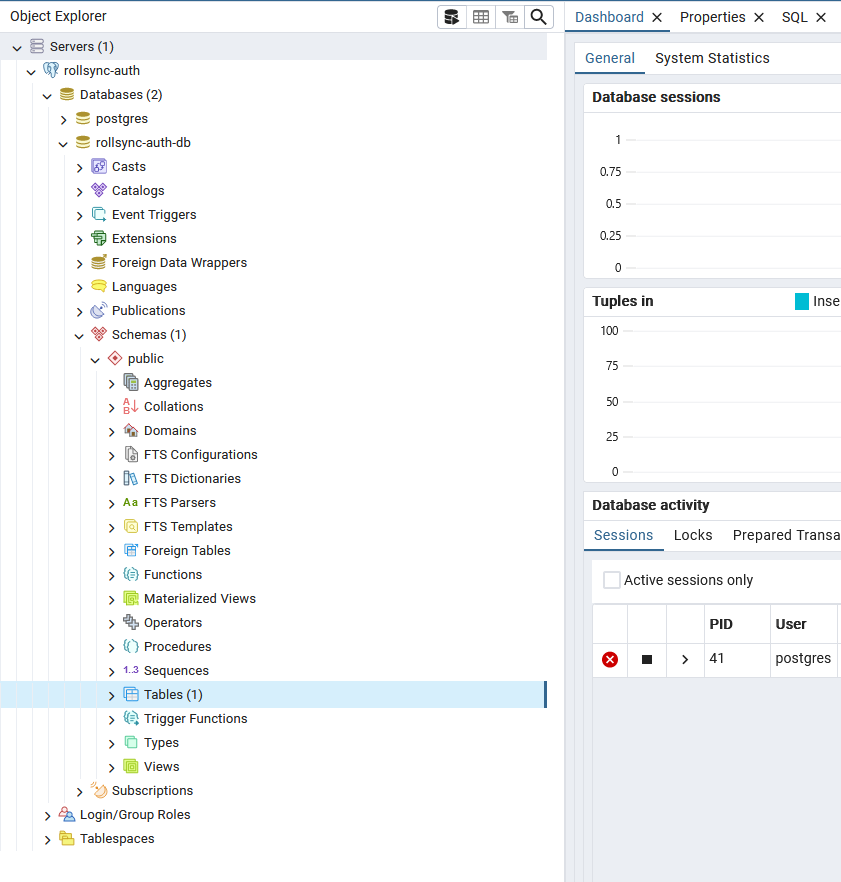 Object Explorer
Servers (1)
rollsync-auth
Databases (2)
postgres
rollsync-auth-db
Casts
Catalogs
Event Triggers
Extensions
Foreign Data Wrappers
Languages
Publications
Schemas (1)
public
Aggregates
Collations
Domains
FTS Configurations
FTS Dictionaries
Aa FTS Parsers
FTS Templates
Foreign Tables
Functions
Materialized Views
Operators
Procedures
1..3 Sequences
Tables (1)
Trigger Functions
Types
Views
Subscriptions
Login/Group Roles
Tablespaces
Dashboard Properties SQL
General System Statistics
Database sessions
1
0.75
0.5
0.25
0
Tuples in Inse
100
75
50
25
0
Database activity
Sessions Locks Prepared Transa
Active sessions only
PID User
41 postgres